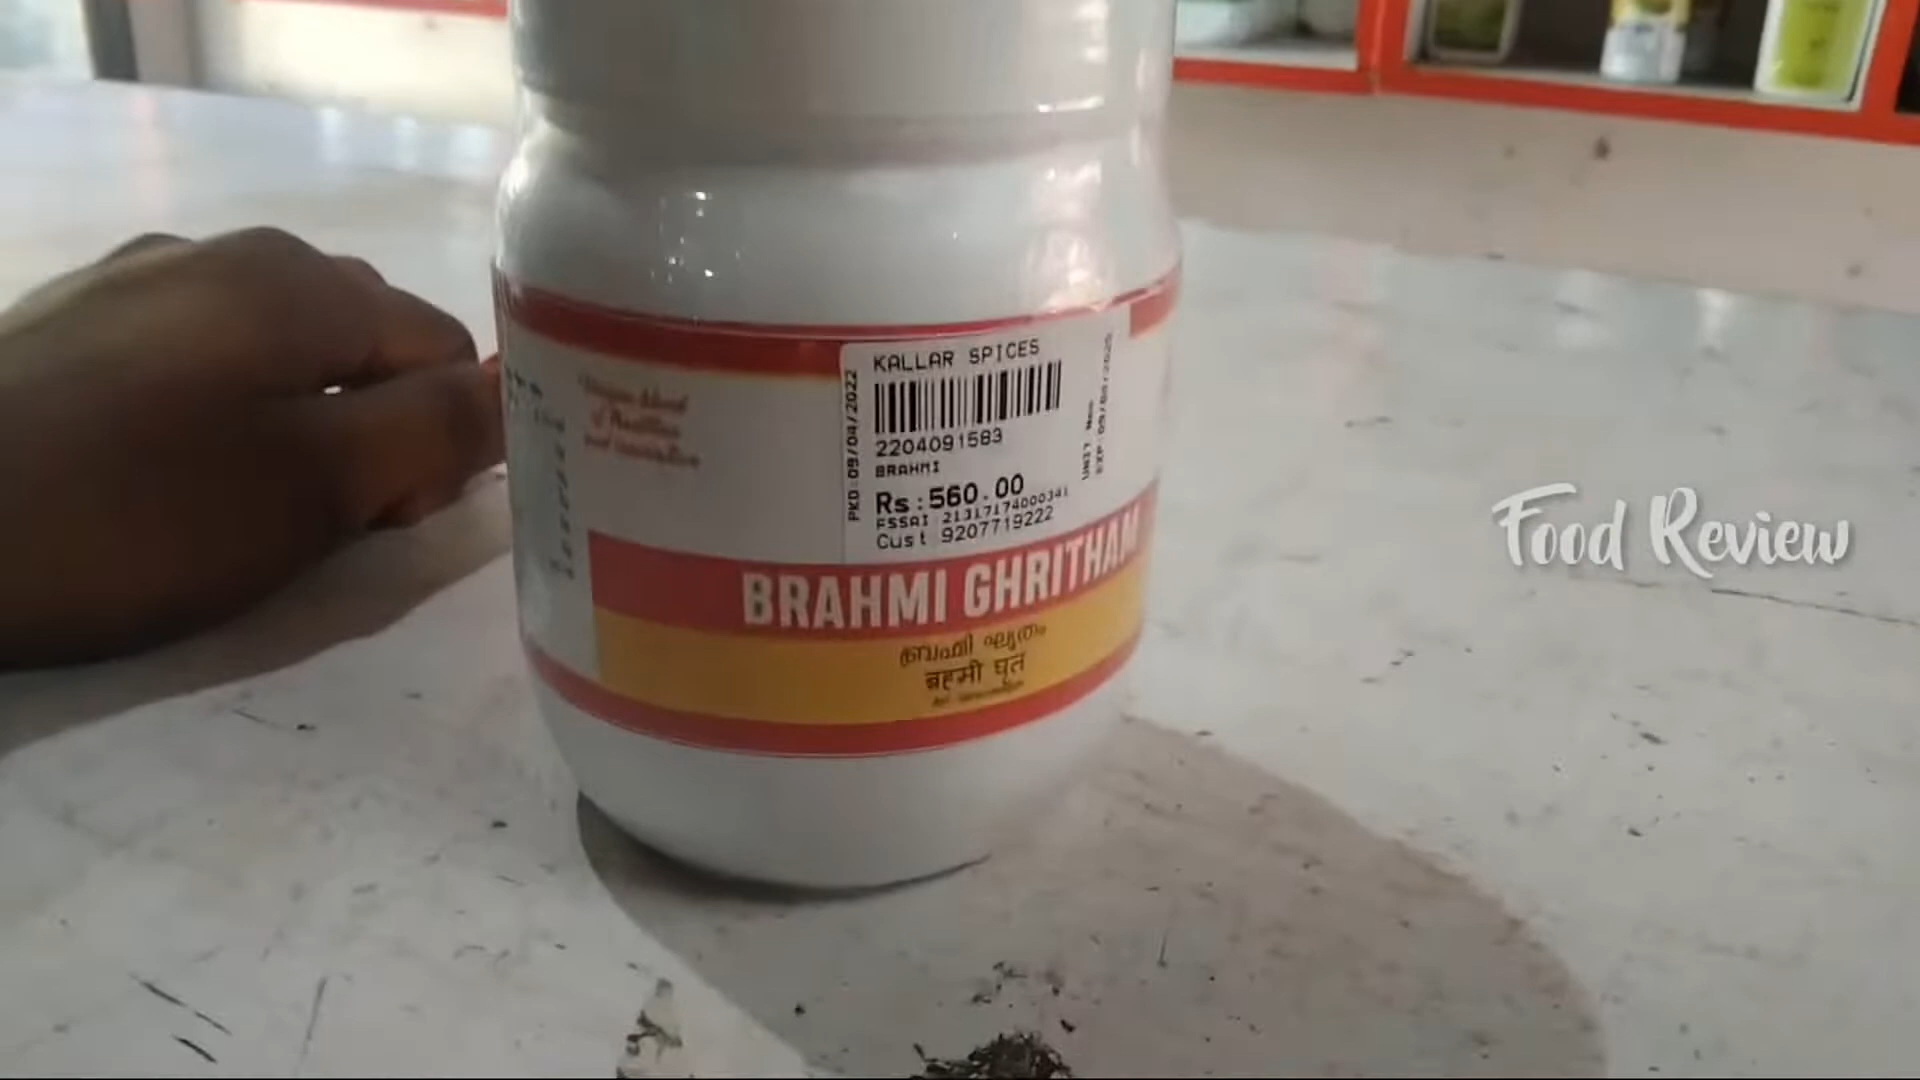 KALLAR SPICES
PKD:09/04/2022
2204091583
BRAHMI
Rs:560.00
FSSAI 21317174000341
Cust 9207719222
BRAHMI GHRITHAM
ബ്രഹ്മി ഘൃതം
ब्रहमी घृत
Food Review